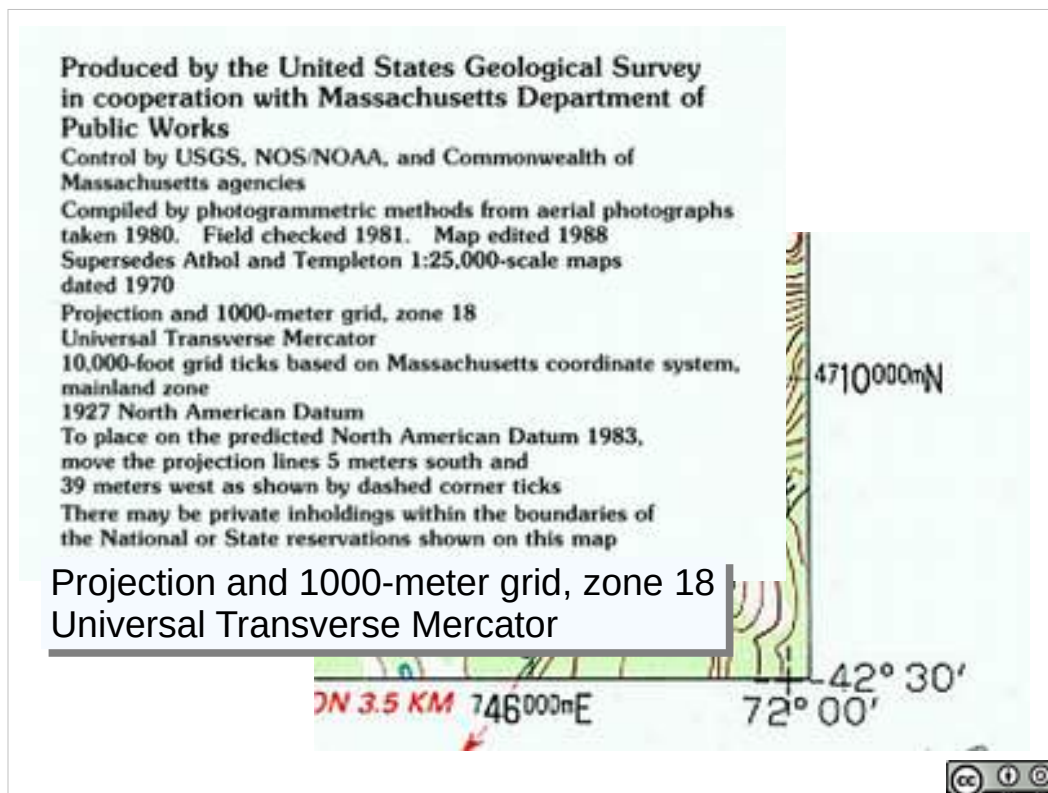 Produced by the United States Geological Survey
in cooperation with Massachusetts Department of
Public Works
Control by USGS, NOS/NOAA, and Commonwealth of
Massachusetts agencies
Compiled by photogrammetric methods from aerial photographs
taken 1980. Field checked 1981. Map edited 1988
Supersedes Athol and Templeton 1:25,000-scale maps
dated 1970
Projection and 1000-meter grid, zone 18
Universal Transverse Mercator
10,000-foot grid ticks based on Massachusetts coordinate system,
mainland zone
1927 North American Datum
To place on the predicted North American Datum 1983,
move the projection lines 5 meters south and
39 meters west as shown by dashed corner ticks
There may be private inholdings within the boundaries of
the National or State reservations shown on this map
4710000mN
Projection and 1000-meter grid, zone 18
Universal Transverse Mercator
42° 30′
ON 3.5 KM 746000mE 72° 00′
cc